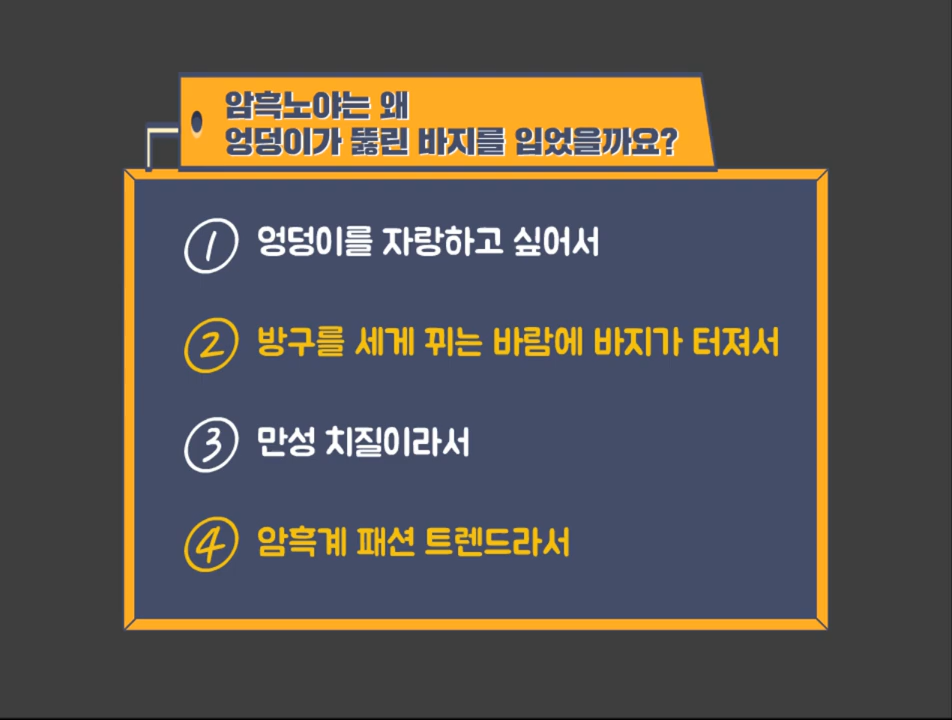 암흑노야는 왜
엉덩이가 뚫린 바지를 입었을까요?
1 엉덩이를 자랑하고 싶어서
2 방구를 세게 뀌는 바람에 바지가 터져서
3 만성 치질이라서
4 암흑계 패션 트렌드라서